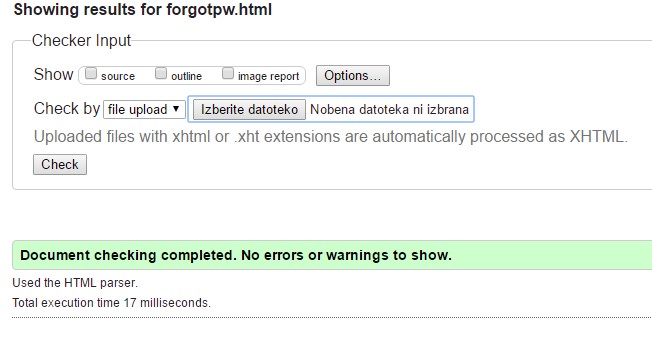 Showing results for forgotpw.html
Checker Input
Show source outline image report Options...
Check by file upload Izberite datoteko Nobena datoteka ni izbrana
Uploaded files with xhtml or .xht extensions are automatically processed as XHTML.
Check
Document checking completed. No errors or warnings to show.
Used the HTML parser.
Total execution time 17 milliseconds.